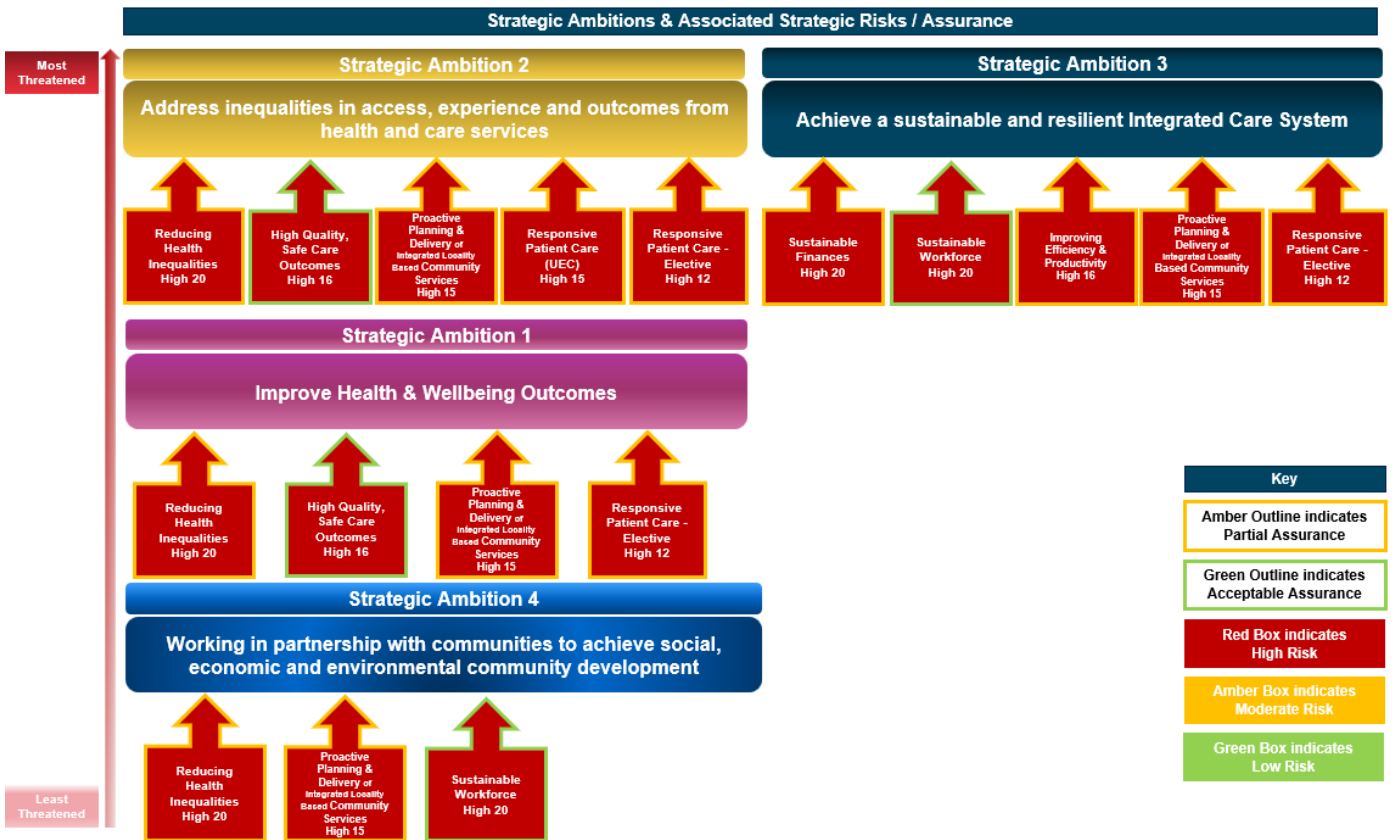 Strategic Ambitions & Associated Strategic Risks / Assurance
Most
Threatened
Strategic Ambition 2
Address inequalities in access, experience and outcomes from
health and care services
Reducing
Health
Inequalities
High 20
High Quality,
Safe Care
Outcomes
High 16
Proactive
Planning &
Delivery of
Integrated Locality
Based Community
Services
High 15
Responsive
Patient Care
(UEC)
High 15
Responsive
Patient Care -
Elective
High 12
Strategic Ambition 3
Achieve a sustainable and resilient Integrated Care System
Sustainable
Finances
High 20
Sustainable
Workforce
High 20
Improving
Efficiency &
Productivity
High 16
Proactive
Planning &
Delivery of
Integrated Locality
Based Community
Services
High 15
Responsive
Patient Care -
Elective
High 12
Strategic Ambition 1
Improve Health & Wellbeing Outcomes
Reducing
Health
Inequalities
High 20
High Quality,
Safe Care
Outcomes
High 16
Proactive
Planning &
Delivery of
Integrated Locality
Based Community
Services
High 15
Responsive
Patient Care -
Elective
High 12
Strategic Ambition 4
Working in partnership with communities to achieve social,
economic and environmental community development
Reducing
Health
Inequalities
High 20
Proactive
Planning &
Delivery of
Integrated Locality
Based Community
Services
High 15
Sustainable
Workforce
High 20
Least
Threatened
Key
Amber Outline indicates
Partial Assurance
Green Outline indicates
Acceptable Assurance
Red Box indicates
High Risk
Amber Box indicates
Moderate Risk
Green Box indicates
Low Risk